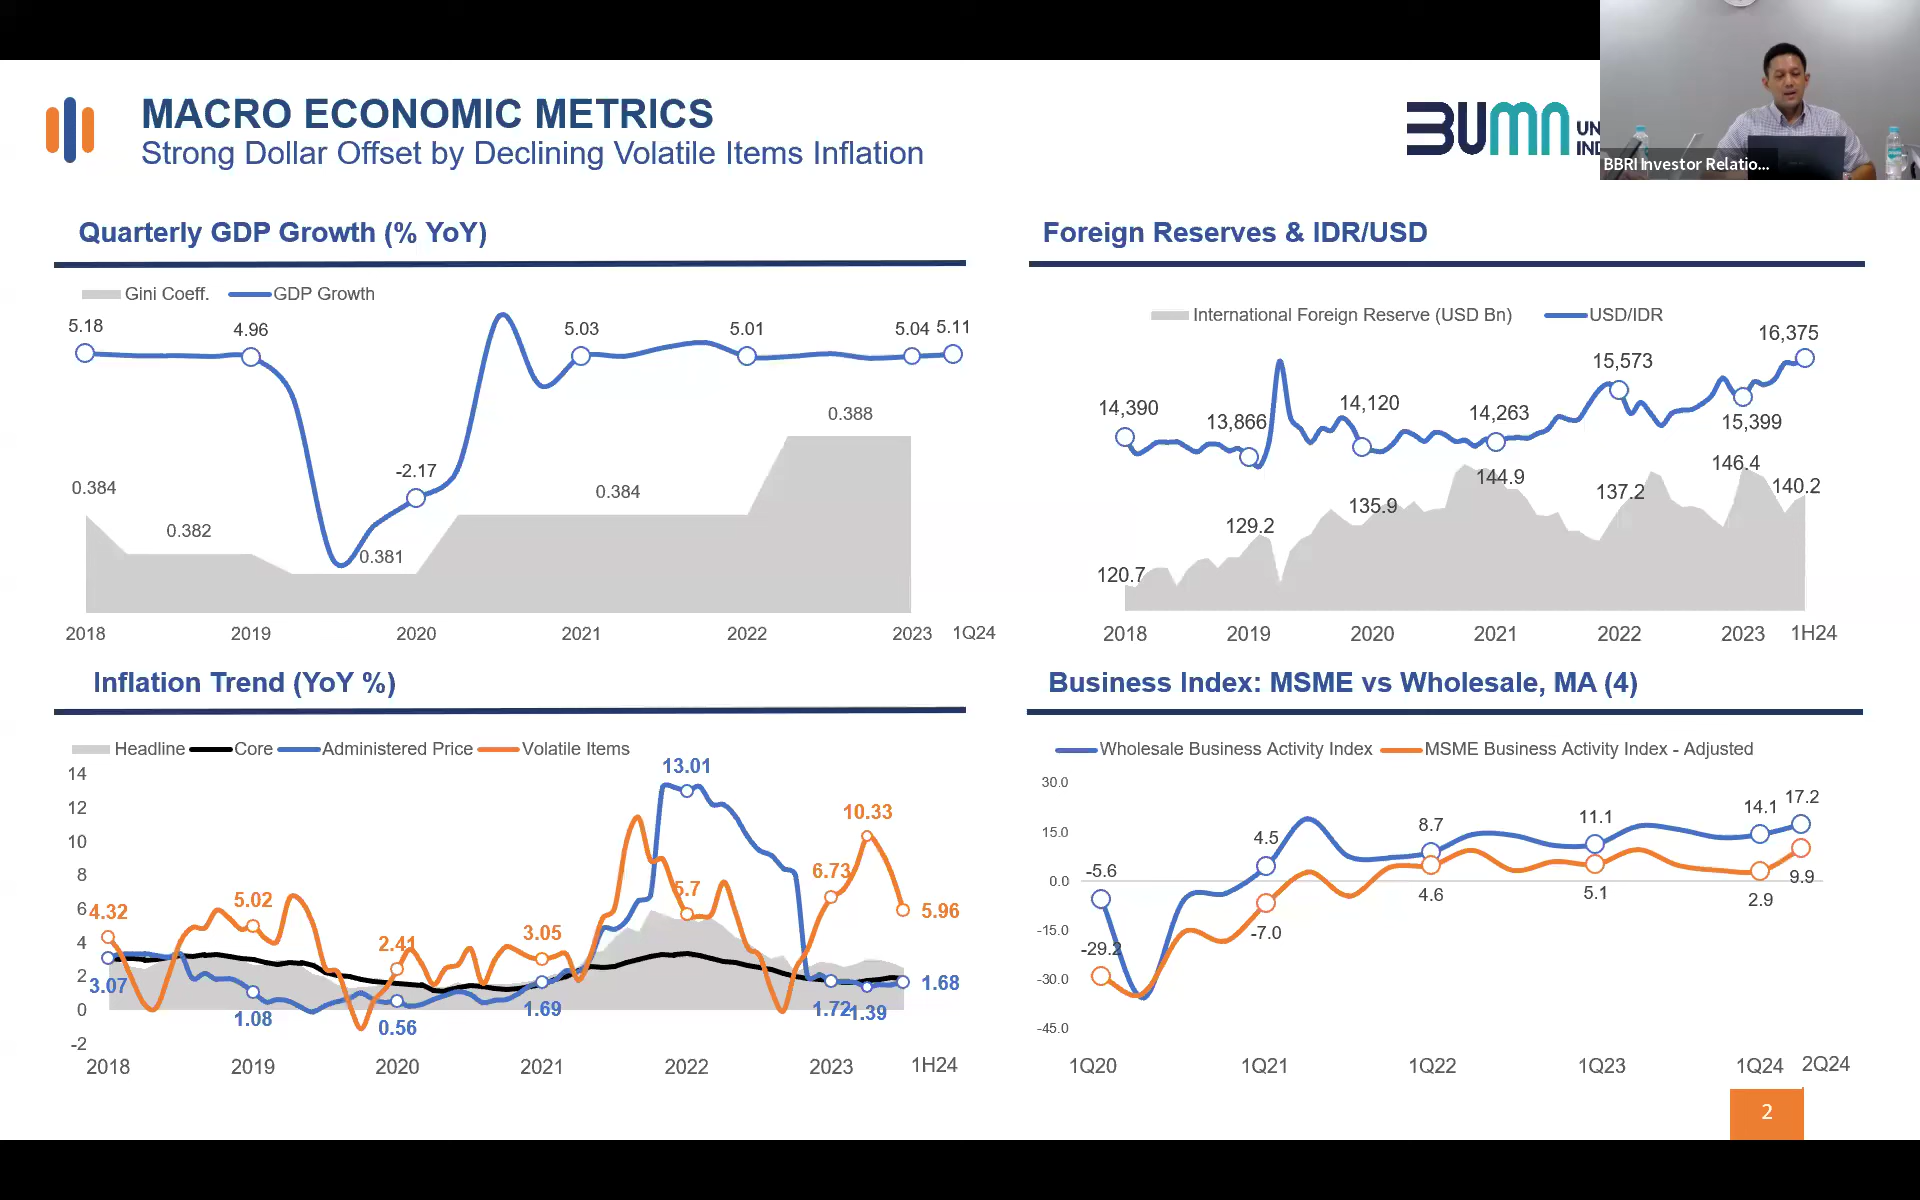 MACRO ECONOMIC METRICS
Strong Dollar Offset by Declining Volatile Items Inflation
BUMN
UN
IND
BBRI Investor Relatio...
Quarterly GDP Growth (% YoY)
Gini Coeff. GDP Growth
5.18 4.96 5.03 5.01 5.04 5.11
0.388
-2.17
0.384 0.384
0.382
0.381
2018 2019 2020 2021 2022 2023 1Q24
Foreign Reserves & IDR/USD
International Foreign Reserve (USD Bn) USD/IDR
16,375
15,573
14,390 13,866 14,120 14,263 15,399
146.4
144.9 140.2
137.2
135.9
129.2
120.7
2018 2019 2020 2021 2022 2023 1H24
Inflation Trend (YoY %)
Headline Core Administered Price Volatile Items
14
12
10
8
6
4
2
0
-2
13.01
10.33
6.73
5.7
4.32 5.02 5.96
2.41 3.05
3.07 1.68
1.08 0.56 1.69 1.72 1.39
2018 2019 2020 2021 2022 2023 1H24
Business Index: MSME vs Wholesale, MA (4)
Wholesale Business Activity Index MSME Business Activity Index - Adjusted
30.0
15.0
0.0
-15.0
-30.0
-45.0
-5.6 4.5 8.7 11.1 14.1 17.2
-29.2 -7.0 4.6 5.1 2.9 9.9
1Q20 1Q21 1Q22 1Q23 1Q24 2Q24
2